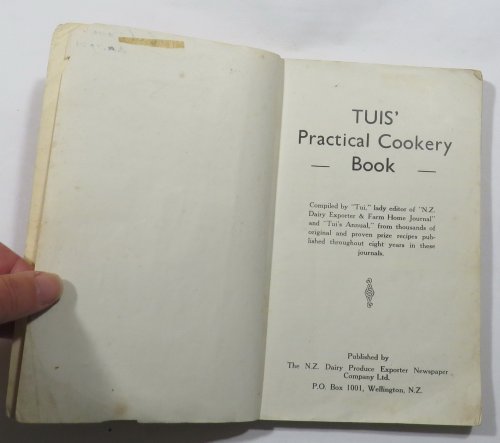 TUIS'
Practical Cookery
— Book —
Compiled by "Tui," lady editor of "N.Z.
Dairy Exporter & Farm Home Journal"
and "Tui's Annual," from thousands of
original and proven prize recipes pub-
lished throughout eight years in these
journals.
Published by
The N.Z. Dairy Produce Exporter Newspaper
Company Ltd.
P.O. Box 1001, Wellington, N.Z.